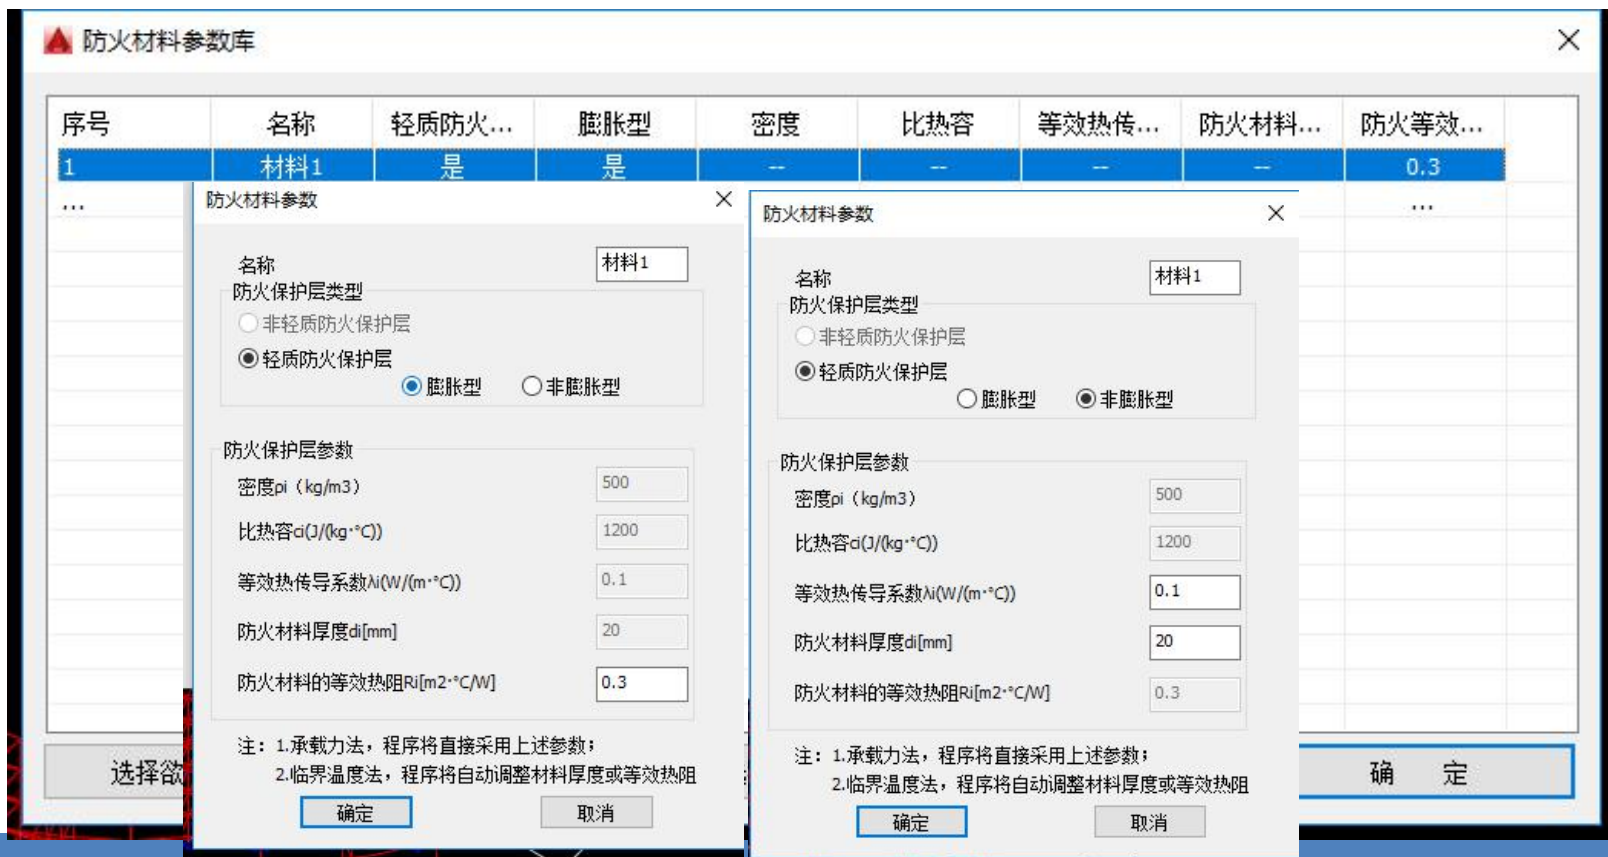 防火材料参数库
序号 名称 轻质防火... 膨胀型 密度 比热容 等效热传... 防火材料... 防火等效...
1 材料1 是 是 -- -- -- -- 0.3
... ...
防火材料参数
名称 材料1
防火保护层类型
非轻质防火保护层
轻质防火保护层
膨胀型 非膨胀型
防火保护层参数
密度ρi（kg/m3） 500
比热容ci(J/(kg·°C)) 1200
等效热传导系数λi(W/(m·°C)) 0.1
防火材料厚度di[mm] 20
防火材料的等效热阻Ri[m2·°C/W] 0.3
注：1.承载力法，程序将直接采用上述参数；
2.临界温度法，程序将自动调整材料厚度或等效热阻
确定 取消
防火材料参数
名称 材料1
防火保护层类型
非轻质防火保护层
轻质防火保护层
膨胀型 非膨胀型
防火保护层参数
密度ρi（kg/m3） 500
比热容ci(J/(kg·°C)) 1200
等效热传导系数λi(W/(m·°C)) 0.1
防火材料厚度di[mm] 20
防火材料的等效热阻Ri[m2·°C/W] 0.3
注：1.承载力法，程序将直接采用上述参数；
2.临界温度法，程序将自动调整材料厚度或等效热阻
确定 取消
选择欲
确 定